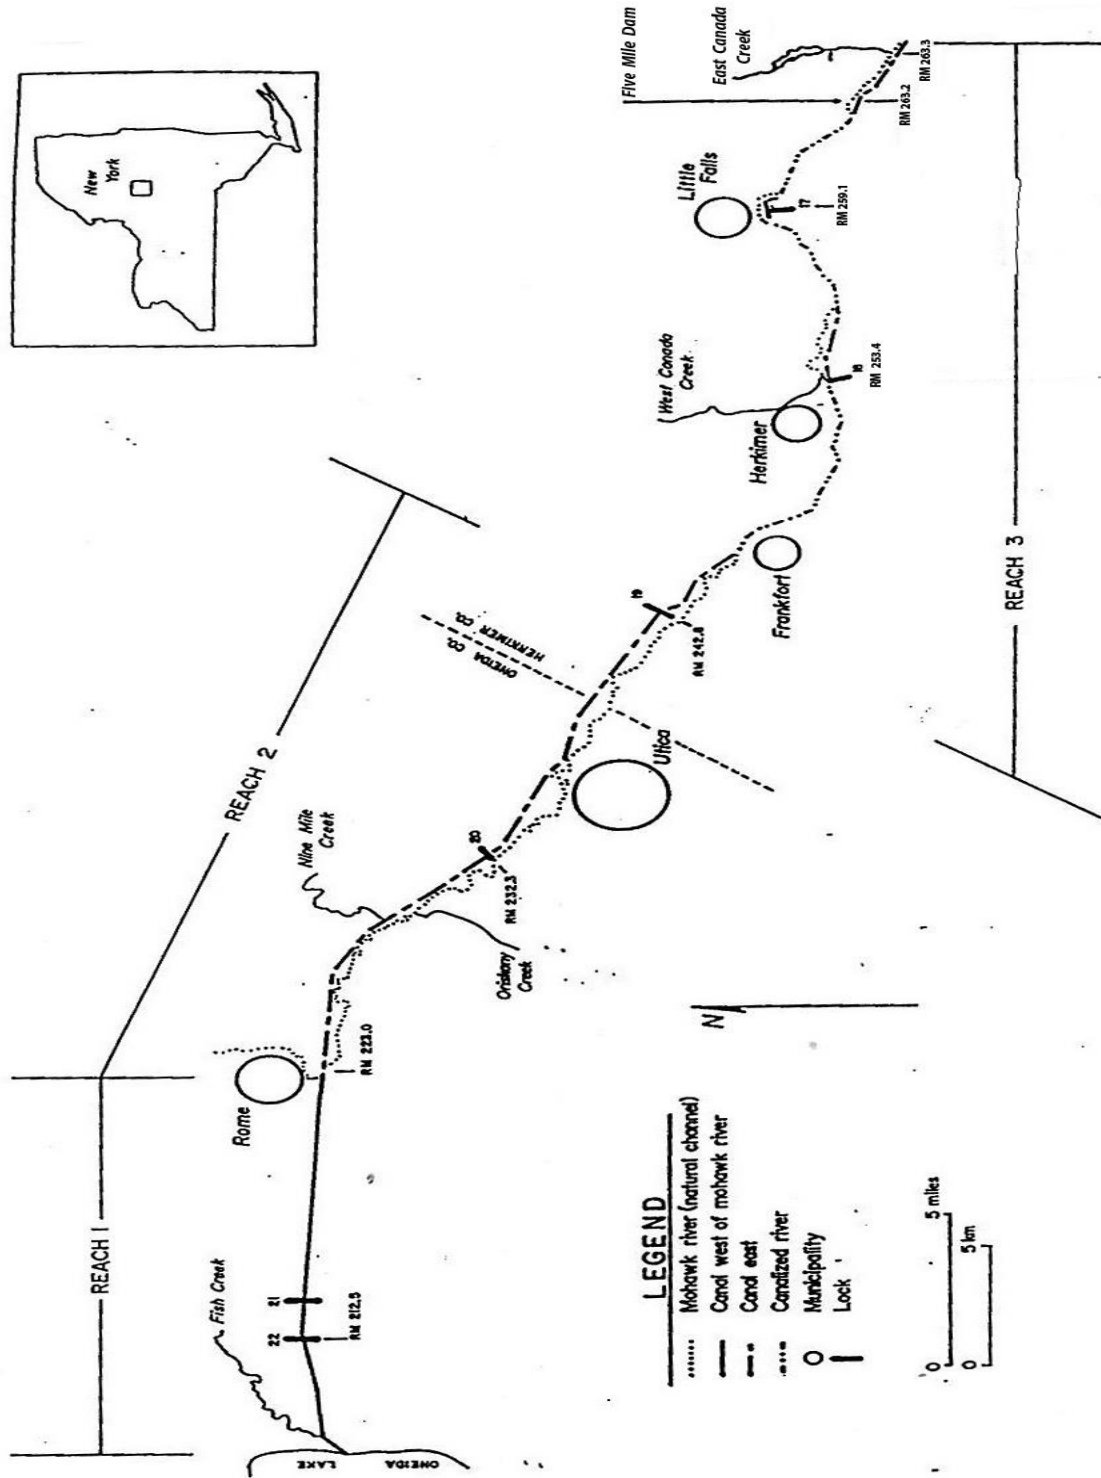 REACH 1
REACH 2
REACH 3
New
York
Fish Creek
ONEIDA
LAKE
22
21
RM 212.5
Rome
RM 223.0
Nine Mile
Creek
Oriskany
Creek
20
RM 232.3
Utica
ONEIDA CO.
HERKIMER CO.
19
RM 242.8
Frankfort
Herkimer
West Canada
Creek
18
RM 253.4
Little
Falls
17
RM 259.1
Five Mile Dam
RM 263.2
East Canada
Creek
RM 263.3
N
LEGEND
Mohawk river (natural channel)
Canal west of mohawk river
Canal east
Canalized river
Municipality
Lock
0 5 miles
0 5 km